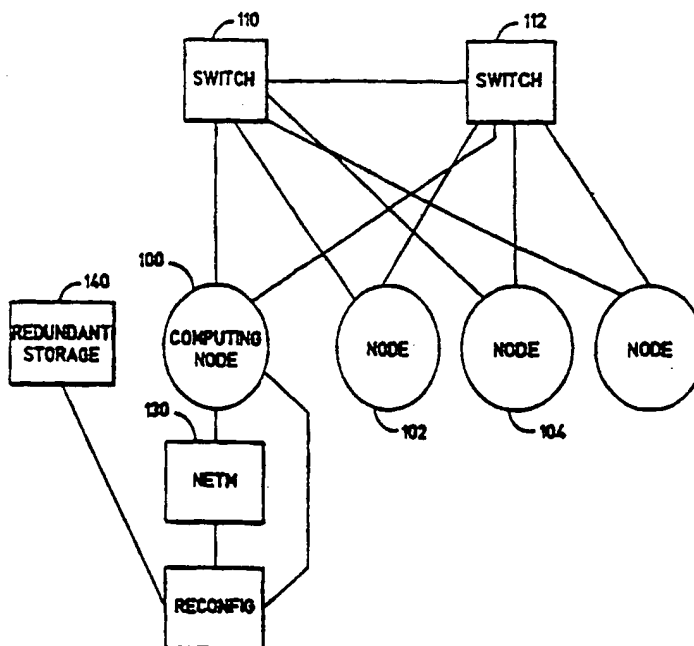 110
112
SWITCH
SWITCH
100
140
REDUNDANT
STORAGE
COMPUTING
NODE
NODE
NODE
NODE
130
102
104
NETM
RECONFIG